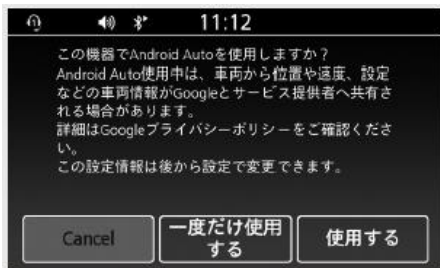 11:12
この機器でAndroid Autoを使用しますか？
Android Auto使用中は、車両から位置や速度、設定
などの車両情報がGoogleとサービス提供者へ共有さ
れる場合があります。
詳細はGoogleプライバシーポリシーをご確認くださ
い。
この設定情報は後から設定で変更できます。
Cancel
一度だけ使用
する
使用する